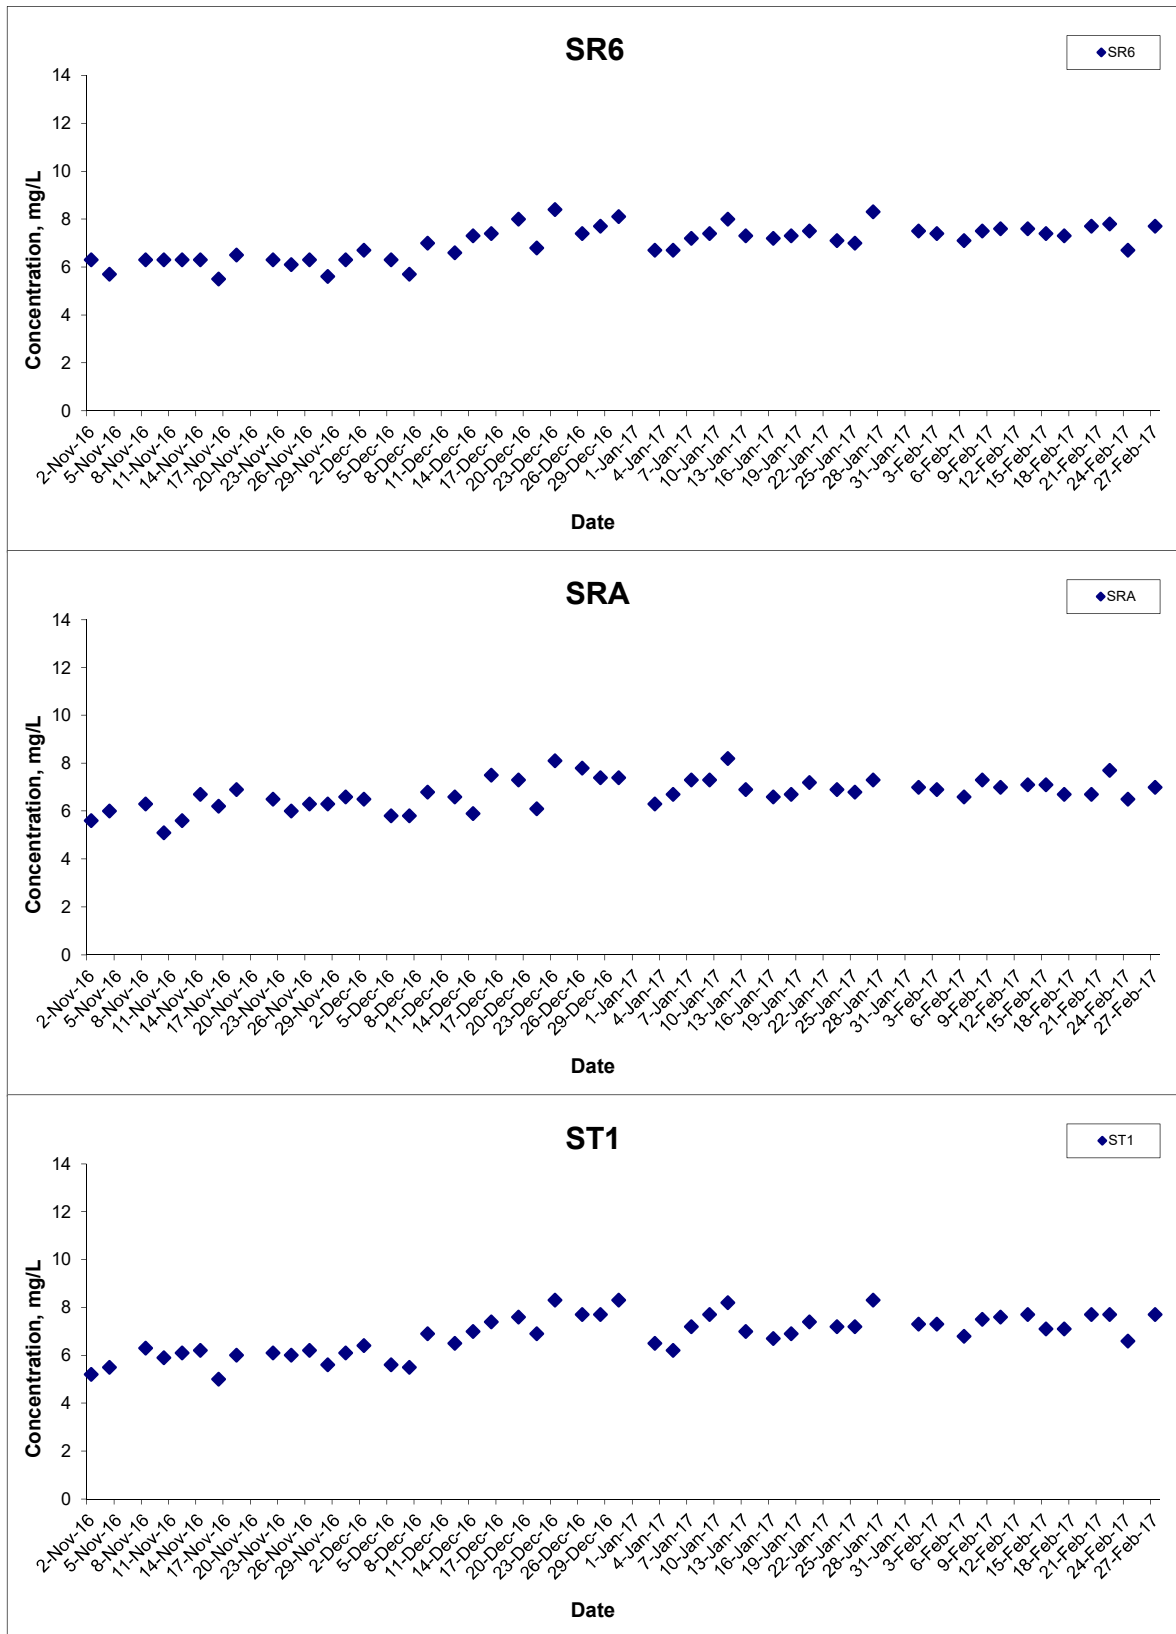 SR6
SR6
14
12
10
8
6
4
2
0
Concentration, mg/L
2-Nov-16
5-Nov-16
8-Nov-16
11-Nov-16
14-Nov-16
17-Nov-16
20-Nov-16
23-Nov-16
26-Nov-16
29-Nov-16
2-Dec-16
5-Dec-16
8-Dec-16
11-Dec-16
14-Dec-16
17-Dec-16
20-Dec-16
23-Dec-16
26-Dec-16
29-Dec-16
1-Jan-17
4-Jan-17
7-Jan-17
10-Jan-17
13-Jan-17
16-Jan-17
19-Jan-17
22-Jan-17
25-Jan-17
28-Jan-17
31-Jan-17
3-Feb-17
6-Feb-17
9-Feb-17
12-Feb-17
15-Feb-17
18-Feb-17
21-Feb-17
24-Feb-17
27-Feb-17
Date
SRA
SRA
14
12
10
8
6
4
2
0
Concentration, mg/L
2-Nov-16
5-Nov-16
8-Nov-16
11-Nov-16
14-Nov-16
17-Nov-16
20-Nov-16
23-Nov-16
26-Nov-16
29-Nov-16
2-Dec-16
5-Dec-16
8-Dec-16
11-Dec-16
14-Dec-16
17-Dec-16
20-Dec-16
23-Dec-16
26-Dec-16
29-Dec-16
1-Jan-17
4-Jan-17
7-Jan-17
10-Jan-17
13-Jan-17
16-Jan-17
19-Jan-17
22-Jan-17
25-Jan-17
28-Jan-17
31-Jan-17
3-Feb-17
6-Feb-17
9-Feb-17
12-Feb-17
15-Feb-17
18-Feb-17
21-Feb-17
24-Feb-17
27-Feb-17
Date
ST1
ST1
14
12
10
8
6
4
2
0
Concentration, mg/L
2-Nov-16
5-Nov-16
8-Nov-16
11-Nov-16
14-Nov-16
17-Nov-16
20-Nov-16
23-Nov-16
26-Nov-16
29-Nov-16
2-Dec-16
5-Dec-16
8-Dec-16
11-Dec-16
14-Dec-16
17-Dec-16
20-Dec-16
23-Dec-16
26-Dec-16
29-Dec-16
1-Jan-17
4-Jan-17
7-Jan-17
10-Jan-17
13-Jan-17
16-Jan-17
19-Jan-17
22-Jan-17
25-Jan-17
28-Jan-17
31-Jan-17
3-Feb-17
6-Feb-17
9-Feb-17
12-Feb-17
15-Feb-17
18-Feb-17
21-Feb-17
24-Feb-17
27-Feb-17
Date